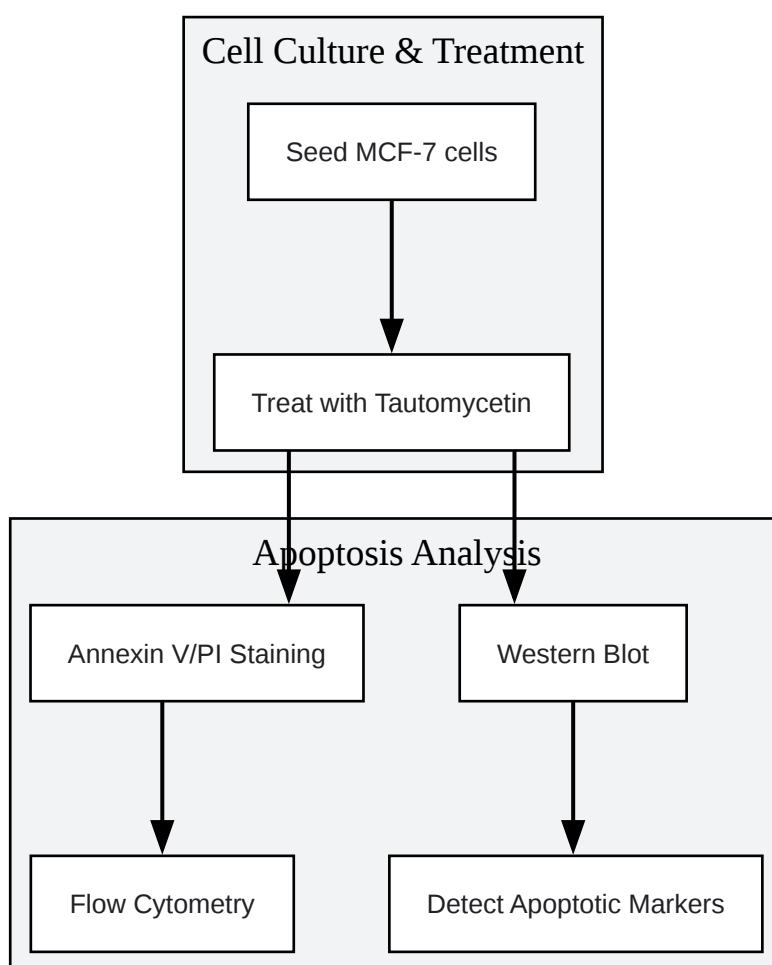 Cell Culture & Treatment
Seed MCF-7 cells
Treat with Tautomycetin
Apoptosis Analysis
Annexin V/PI Staining
Western Blot
Flow Cytometry
Detect Apoptotic Markers